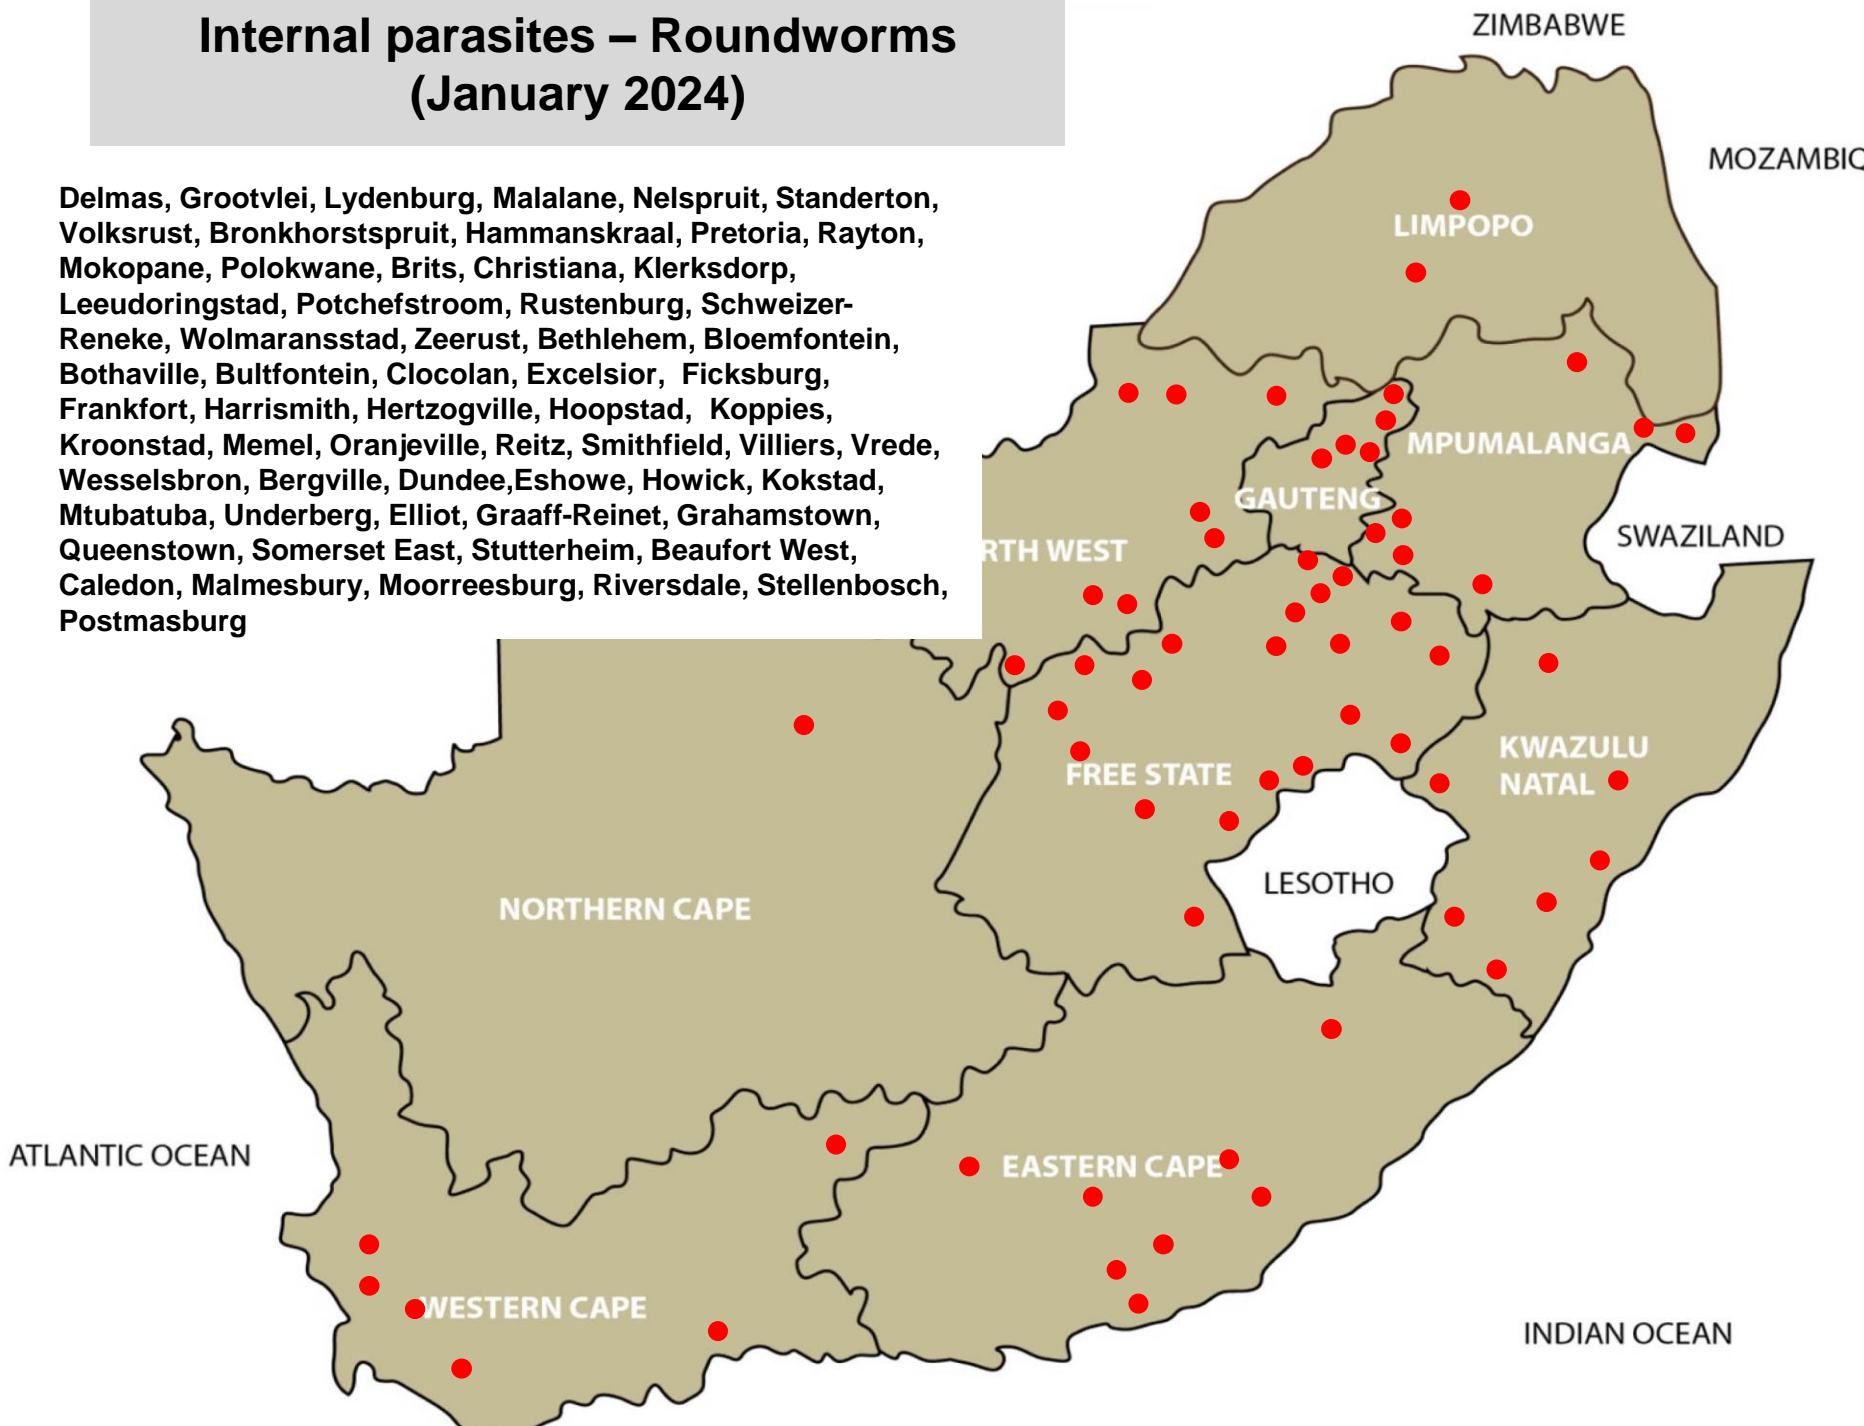 Internal parasites – Roundworms
(January 2024)
Delmas, Grootvlei, Lydenburg, Malalane, Nelspruit, Standerton,
Volksrust, Bronkhorstspruit, Hammanskraal, Pretoria, Rayton,
Mokopane, Polokwane, Brits, Christiana, Klerksdorp,
Leeudoringstad, Potchefstroom, Rustenburg, Schweizer-
Reneke, Wolmaransstad, Zeerust, Bethlehem, Bloemfontein,
Bothaville, Bultfontein, Clocolan, Excelsior, Ficksburg,
Frankfort, Harrismith, Hertzogville, Hoopstad, Koppies,
Kroonstad, Memel, Oranjeville, Reitz, Smithfield, Villiers, Vrede,
Wesselsbron, Bergville, Dundee,Eshowe, Howick, Kokstad,
Mtubatuba, Underberg, Elliot, Graaff-Reinet, Grahamstown,
Queenstown, Somerset East, Stutterheim, Beaufort West,
Caledon, Malmesbury, Moorreesburg, Riversdale, Stellenbosch,
Postmasburg
ZIMBABWE
MOZAMBIQ
LIMPOPO
MPUMALANGA
GAUTENG
SWAZILAND
RTH WEST
KWAZULU
NATAL
FREE STATE
LESOTHO
NORTHERN CAPE
ATLANTIC OCEAN
EASTERN CAPE
WESTERN CAPE
INDIAN OCEAN